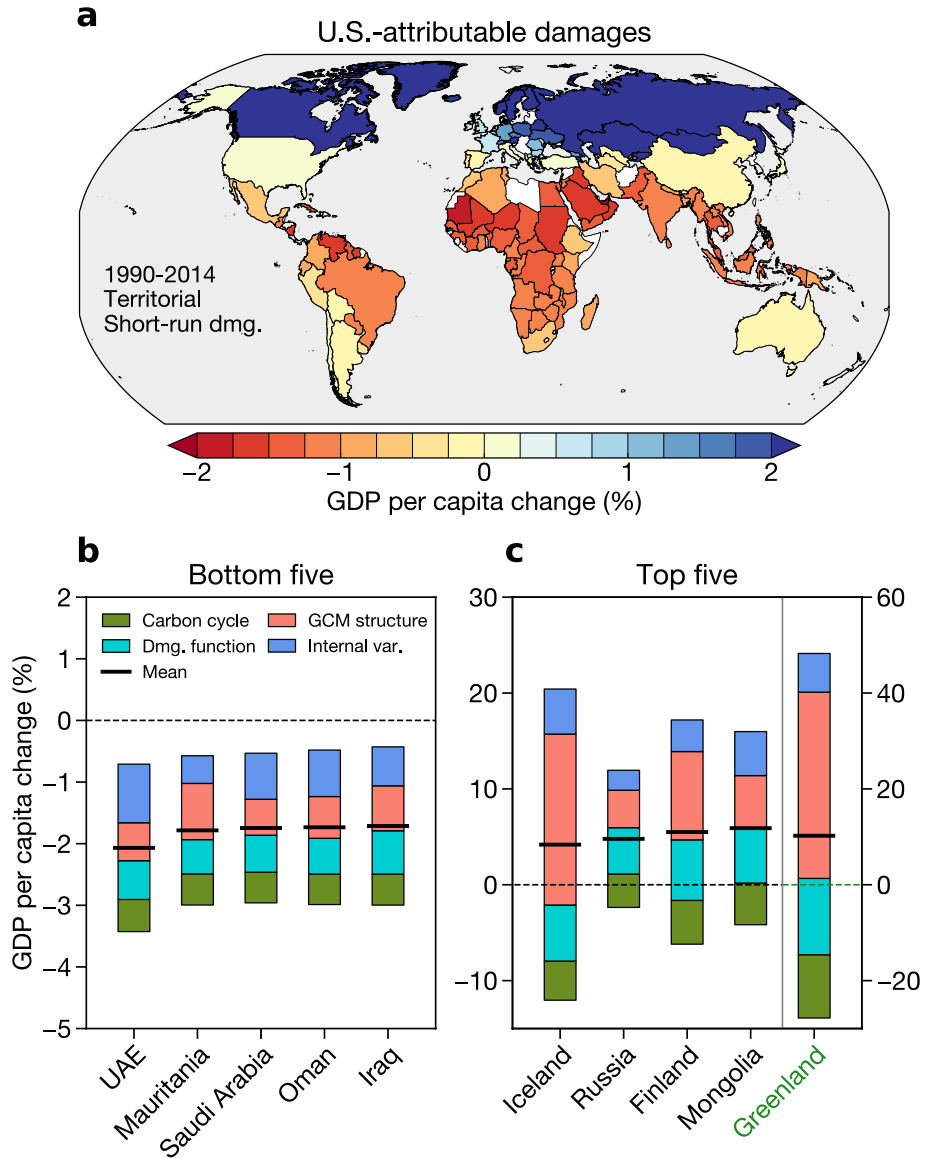 a
U.S.-attributable damages
1990-2014
Territorial
Short-run dmg.
−2 −1 0 1 2
GDP per capita change (%)
b
Bottom five
GDP per capita change (%)
2
1
0
−1
−2
−3
−4
−5
Carbon cycle
GCM structure
Dmg. function
Internal var.
Mean
UAE
Mauritania
Saudi Arabia
Oman
Iraq
c
Top five
30
20
10
0
−10
60
40
20
0
−20
Iceland
Russia
Finland
Mongolia
Greenland